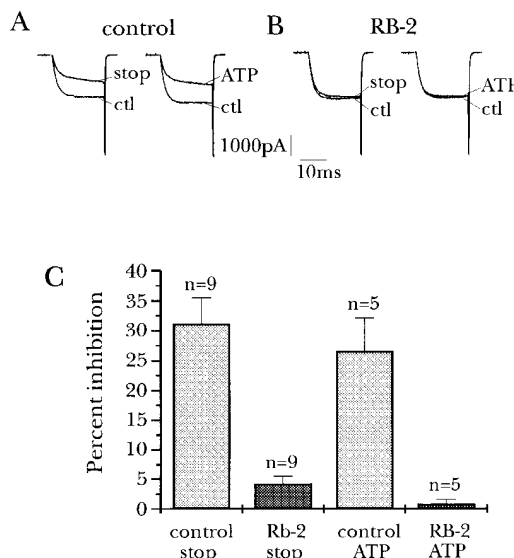 A
control
B
RB-2
stop
ctl
ATP
ctl
stop
ctl
ATP
ctl
1000pA
10ms
C
Percent inhibition
40
35
30
25
20
15
10
5
0
n=9
n=9
n=5
n=5
control stop
Rb-2 stop
control ATP
RB-2 ATP